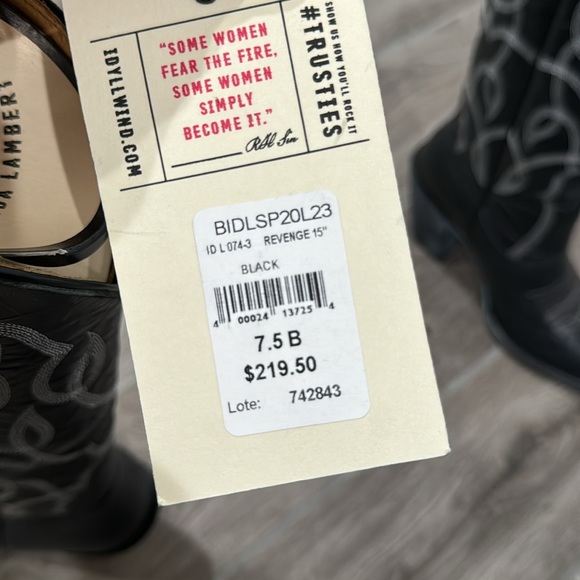 IDYLLWIND.COM
"SOME WOMEN
FEAR THE FIRE,
SOME WOMEN
SIMPLY
BECOME IT."
SHOW US HOW YOU'LL ROCK IT
#TRUSTIES
LAMBERT
BIDLSP20L23
ID L 074-3 REVENGE 15"
BLACK
4 00024 13725 4
7.5 B
$219.50
Lote: 742843